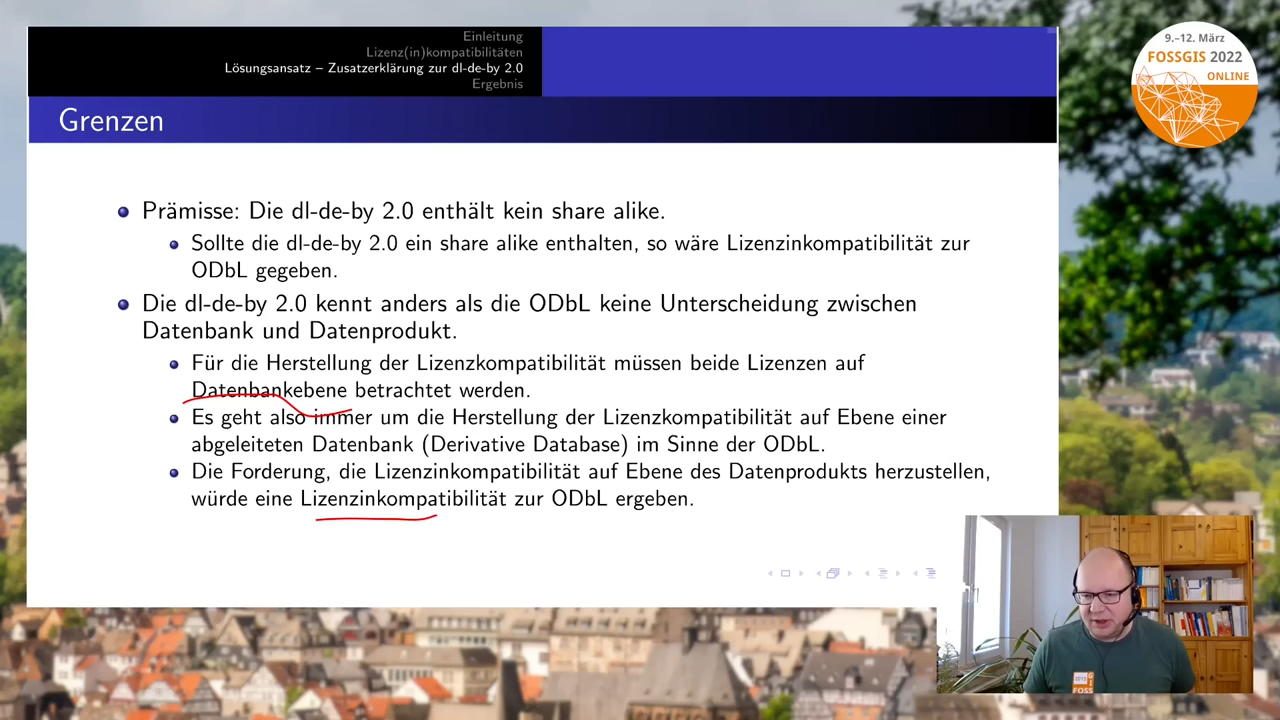 Einleitung
Lizenz(in)kompatibilitäten
Lösungsansatz – Zusatzerklärung zur dl-de-by 2.0
Ergebnis
Grenzen
Prämisse: Die dl-de-by 2.0 enthält kein share alike.
Sollte die dl-de-by 2.0 ein share alike enthalten, so wäre Lizenzinkompatibilität zur
ODbL gegeben.
Die dl-de-by 2.0 kennt anders als die ODbL keine Unterscheidung zwischen
Datenbank und Datenprodukt.
Für die Herstellung der Lizenzkompatibilität müssen beide Lizenzen auf
Datenbankebene betrachtet werden.
Es geht also immer um die Herstellung der Lizenzkompatibilität auf Ebene einer
abgeleiteten Datenbank (Derivative Database) im Sinne der ODbL.
Die Forderung, die Lizenzinkompatibilität auf Ebene des Datenprodukts herzustellen,
würde eine Lizenzinkompatibilität zur ODbL ergeben.
9.–12. März
FOSSGIS 2022
ONLINE
FOSS